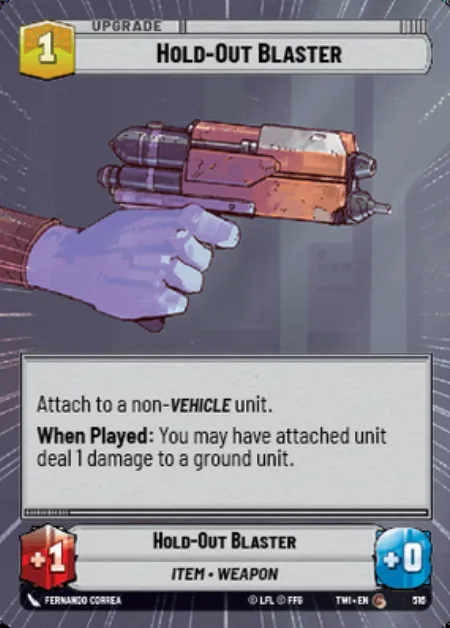 UPGRADE
1
HOLD-OUT BLASTER
Attach to a non-VEHICLE unit.
When Played: You may have attached unit
deal 1 damage to a ground unit.
+1
HOLD-OUT BLASTER
+0
ITEM • WEAPON
FERNANDO CORREA
© LFL © FFG
TWI • EN
516